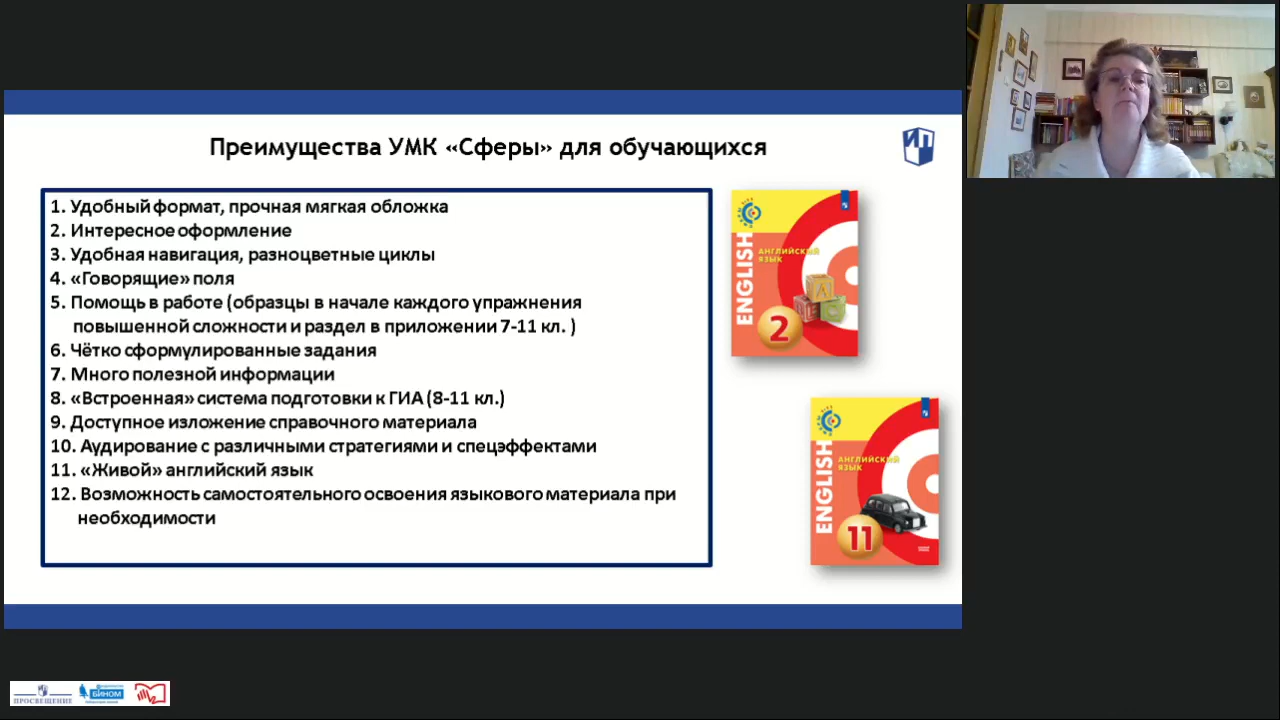 Преимущества УМК «Сферы» для обучающихся
ИП
1. Удобный формат, прочная мягкая обложка
2. Интересное оформление
3. Удобная навигация, разноцветные циклы
4. «Говорящие» поля
5. Помощь в работе (образцы в начале каждого упражнения
повышенной сложности и раздел в приложении 7-11 кл. )
6. Чётко сформулированные задания
7. Много полезной информации
8. «Встроенная» система подготовки к ГИА (8-11 кл.)
9. Доступное изложение справочного материала
10. Аудирование с различными стратегиями и спецэффектами
11. «Живой» английский язык
12. Возможность самостоятельного освоения языкового материала при
необходимости
АНГЛИЙСКИЙ
ЯЗЫК
ENGLISH
2
АНГЛИЙСКИЙ
ЯЗЫК
ENGLISH
11
ПРОСВЕЩЕНИЕ
БИНОМ